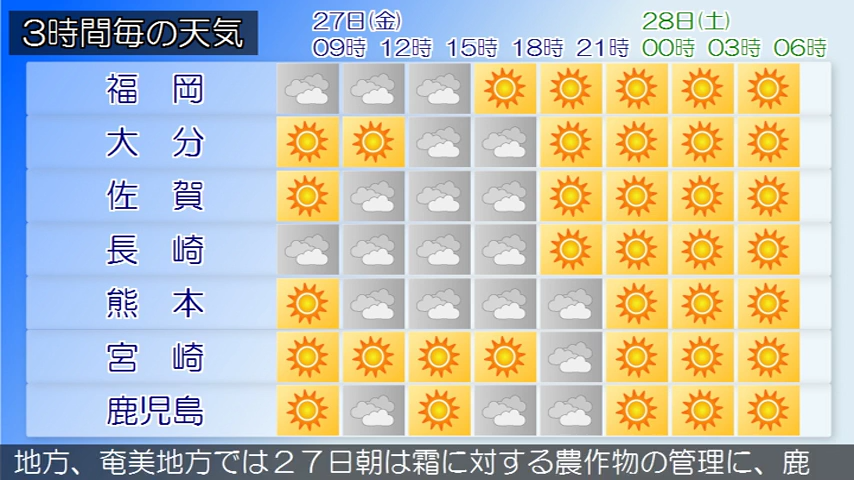 3時間毎の天気
27日(金) 28日(土)
09時 12時 15時 18時 21時 00時 03時 06時
福岡
大分
佐賀
長崎
熊本
宮崎
鹿児島
地方、奄美地方では27日朝は霜に対する農作物の管理に、鹿